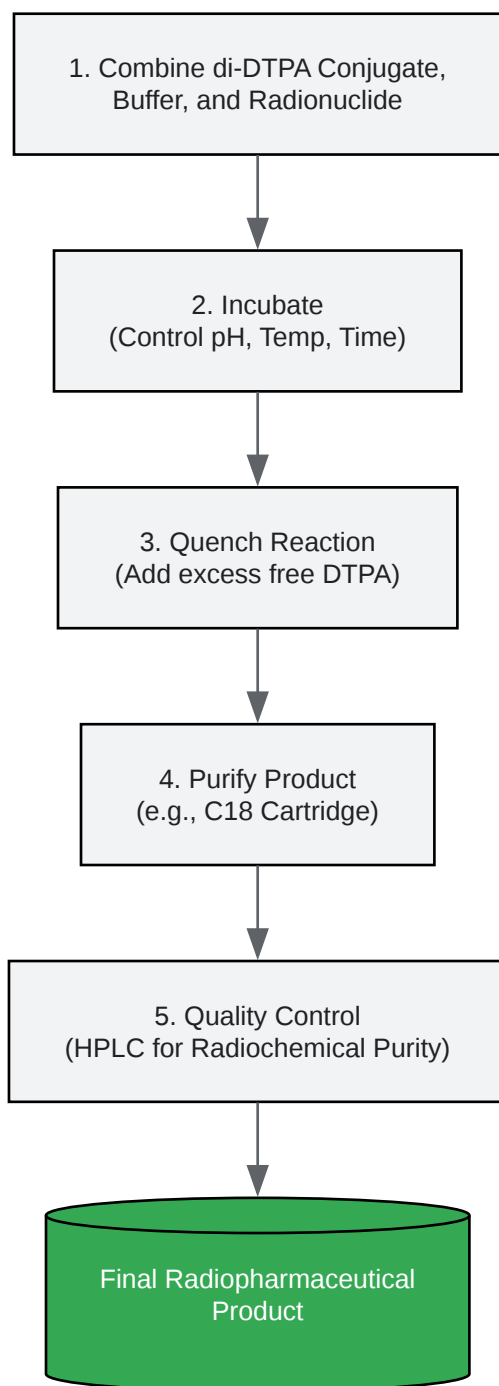 1. Combine di-DTPA Conjugate,
Buffer, and Radionuclide
2. Incubate
(Control pH, Temp, Time)
3. Quench Reaction
(Add excess free DTPA)
4. Purify Product
(e.g., C18 Cartridge)
5. Quality Control
(HPLC for Radiochemical Purity)
Final Radiopharmaceutical
Product